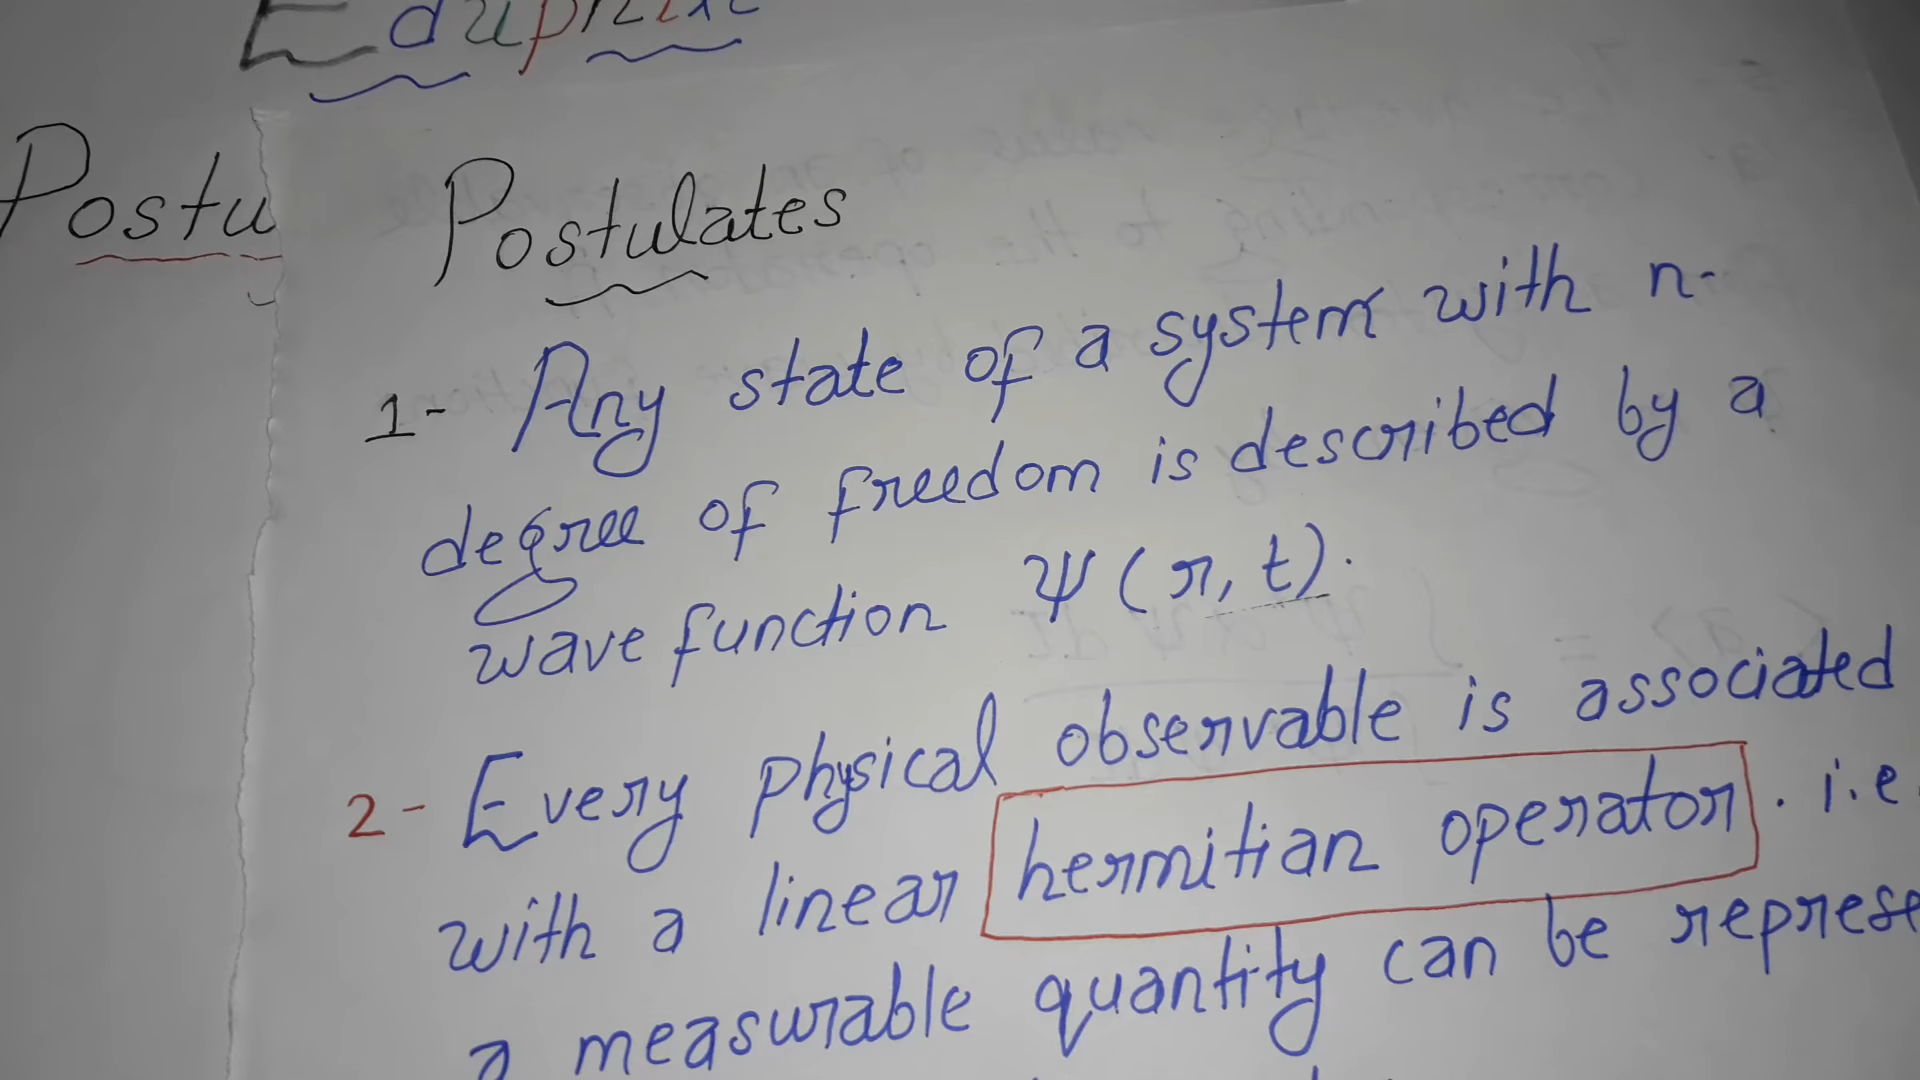 Postu
Postulates
1- Any state of a system with n-
degree of freedom is described by a
wave function ψ(r, t).
2- Every physical observable is associated
with a linear hermitian operator. i.e.
a measurable quantity can be represe